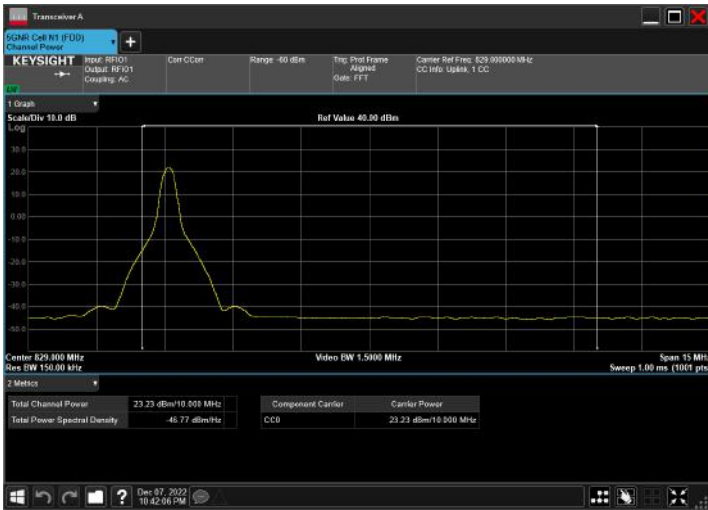 Transceiver A
5GNR Cell N1 (FDD)
Channel Power
KEYSIGHT
Input: RFIO1
Output: RFIO1
Coupling: AC
Corr CCorr
Range: -60 dBm
Trig: Prot Frame
Aligned
Gate: FFT
Carrier Ref Freq: 829.000000 MHz
CC Info: Uplink, 1 CC
1 Graph
Scale/Div 10.0 dB
Ref Value 40.00 dBm
Log
30.0
20.0
10.0
0.00
-10.0
-20.0
-30.0
-40.0
-50.0
Center 829.000 MHz
Video BW 1.5000 MHz
Span 15 MHz
Res BW 150.00 kHz
Sweep 1.00 ms (1001 pts
2 Metrics
Total Channel Power 23.23 dBm/10.000 MHz
Total Power Spectral Density -46.77 dBm/Hz
Component Carrier Carrier Power
CC0 23.23 dBm/10.000 MHz
Dec 07, 2022
10:42:06 PM